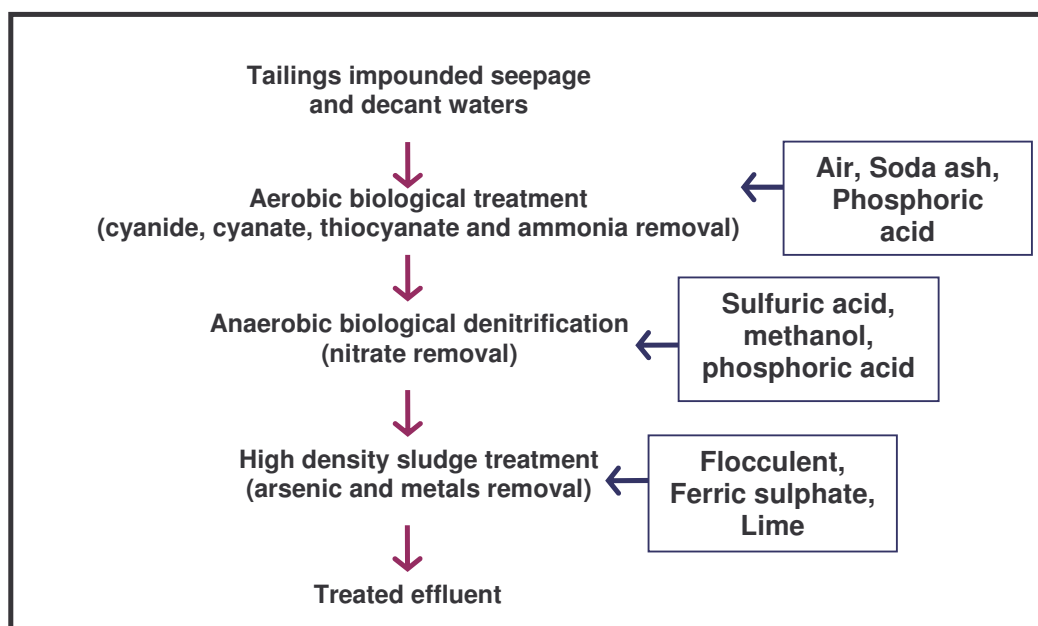 Tailings impounded seepage
and decant waters
Aerobic biological treatment
(cyanide, cyanate, thiocyanate and ammonia removal)
Air, Soda ash,
Phosphoric
acid
Anaerobic biological denitrification
(nitrate removal)
Sulfuric acid,
methanol,
phosphoric acid
High density sludge treatment
(arsenic and metals removal)
Flocculent,
Ferric sulphate,
Lime
Treated effluent